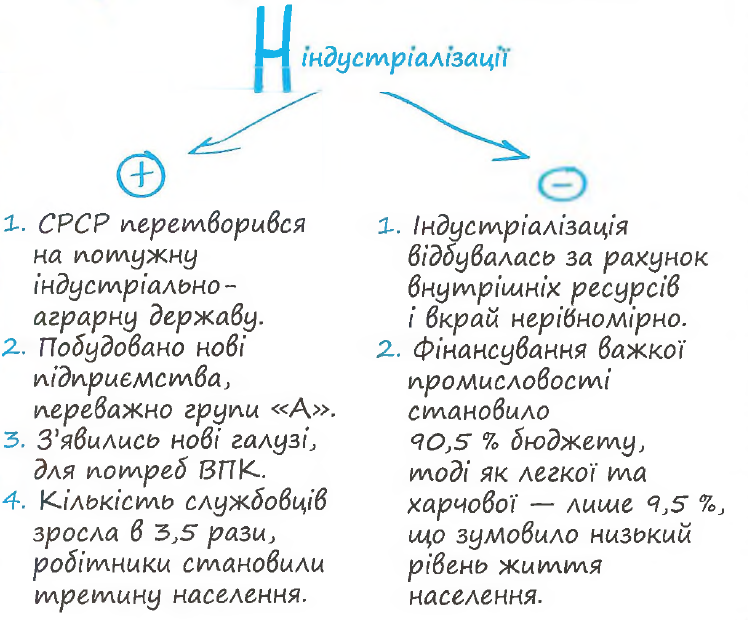 Н індустріалізації
+
1. СРСР перетворився
на потужну
індустріально-
аграрну державу.
2. Побудовано нові
підприємства,
переважно групи «А».
3. З'явились нові галузі,
для потреб ВПК.
4. Кількість службовців
зросла в 3,5 рази,
робітники становили
третину населення.
–
1. Індустріалізація
відбувалась за рахунок
внутрішніх ресурсів
і вкрай нерівномірно.
2. Фінансування важкої
промисловості
становило
90,5 % бюджету,
тоді як легкої та
харчової — лише 9,5 %,
що зумовило низький
рівень життя
населення.